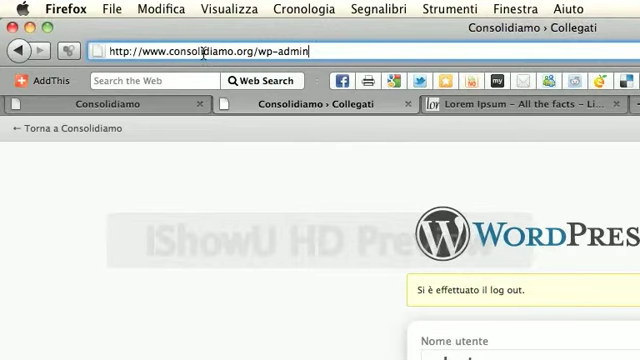 Firefox File Modifica Visualizza Cronologia Segnalibri Strumenti Finestra Aiuto
Consolidiamo › Collegati
http://www.consolidiamo.org/wp-admin
AddThis Search the Web Web Search
Consolidiamo Consolidiamo › Collegati Lorem Ipsum - All the facts - Li...
← Torna a Consolidiamo
iShowU HD Preview
WORDPRES
Si è effettuato il log out.
Nome utente